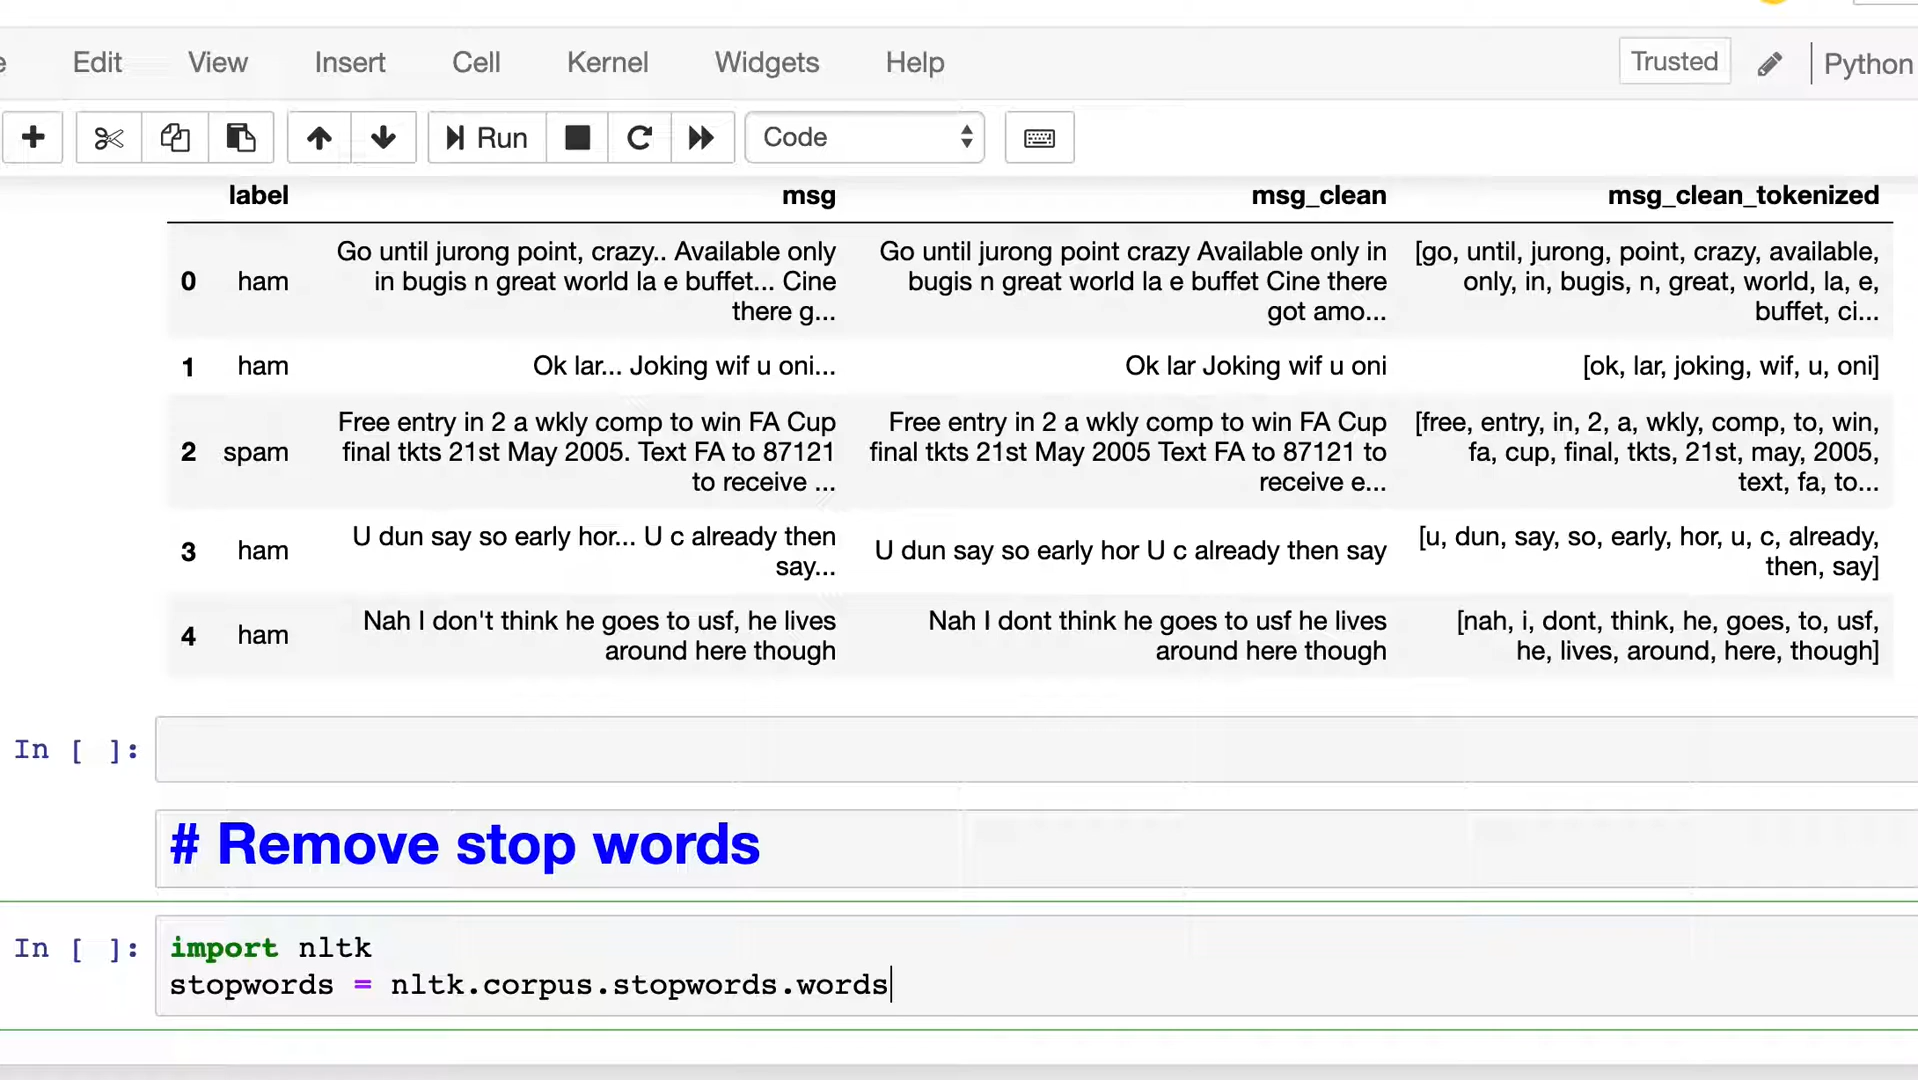 Edit View Insert Cell Kernel Widgets Help Trusted Python
Run Code
label msg msg_clean msg_clean_tokenized
Go until jurong point, crazy.. Available only Go until jurong point crazy Available only in [go, until, jurong, point, crazy, available,
0 ham in bugis n great world la e buffet... Cine bugis n great world la e buffet Cine there only, in, bugis, n, great, world, la, e,
there g... got amo... buffet, ci...
1 ham Ok lar... Joking wif u oni... Ok lar Joking wif u oni [ok, lar, joking, wif, u, oni]
Free entry in 2 a wkly comp to win FA Cup Free entry in 2 a wkly comp to win FA Cup [free, entry, in, 2, a, wkly, comp, to, win,
2 spam final tkts 21st May 2005. Text FA to 87121 final tkts 21st May 2005 Text FA to 87121 to fa, cup, final, tkts, 21st, may, 2005,
to receive ... receive e... text, fa, to...
U dun say so early hor... U c already then [u, dun, say, so, early, hor, u, c, already,
3 ham U dun say so early hor U c already then say
say... then, say]
Nah I don't think he goes to usf, he lives Nah I dont think he goes to usf he lives [nah, i, dont, think, he, goes, to, usf,
4 ham
around here though around here though he, lives, around, here, though]
In [ ]:
# Remove stop words
In [ ]: import nltk
stopwords = nltk.corpus.stopwords.words